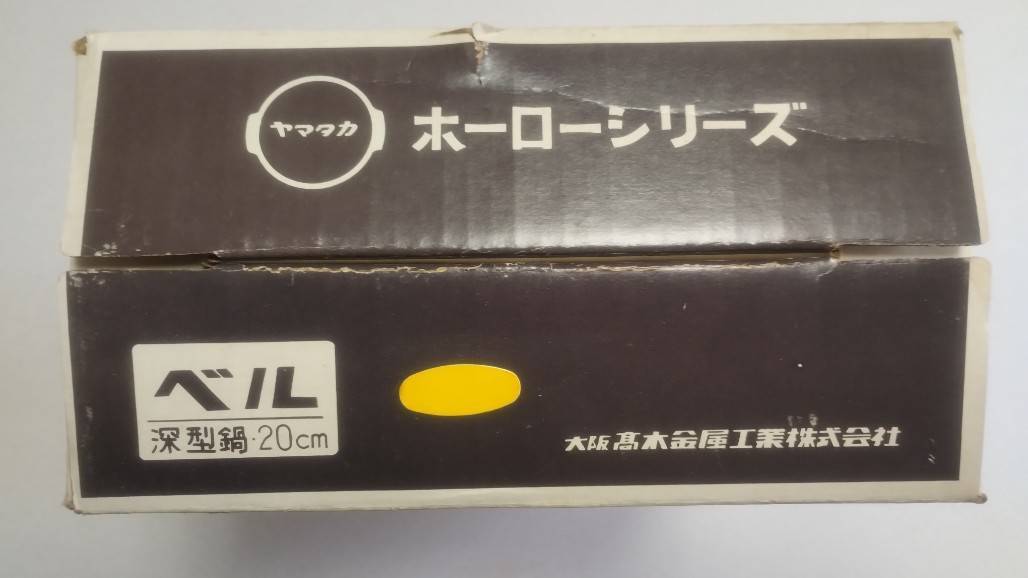 ヤマタカ
ホーローシリーズ
ベル
深型鍋・20cm
大阪髙木金属工業株式会社